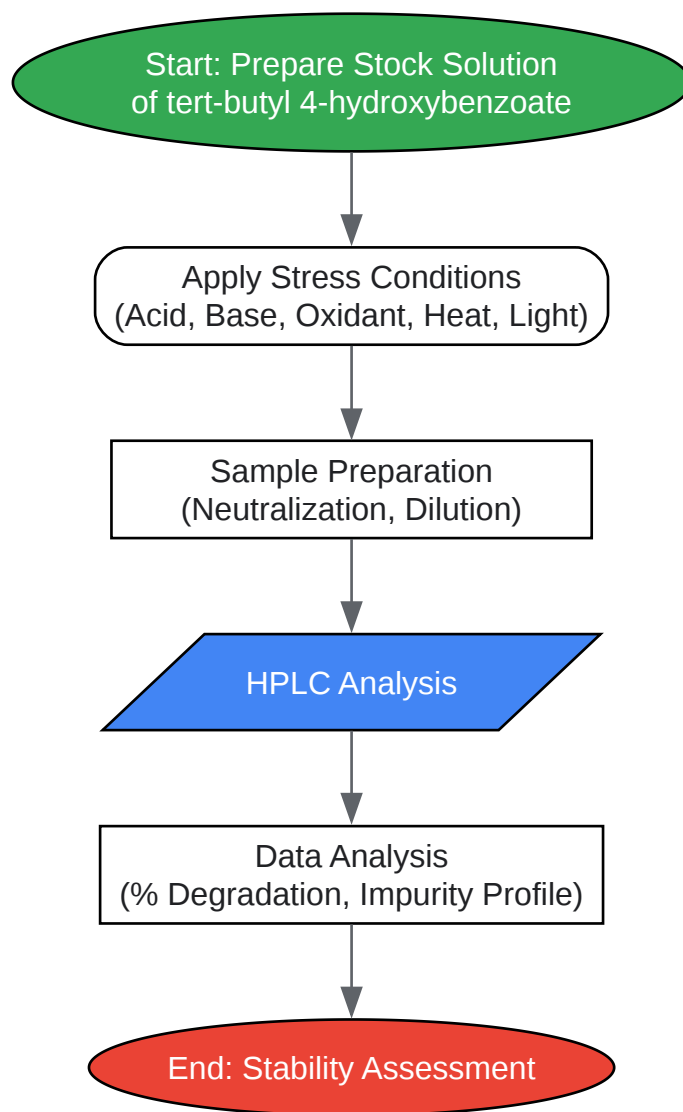 Start: Prepare Stock Solution
of tert-butyl 4-hydroxybenzoate
Apply Stress Conditions
(Acid, Base, Oxidant, Heat, Light)
Sample Preparation
(Neutralization, Dilution)
HPLC Analysis
Data Analysis
(% Degradation, Impurity Profile)
End: Stability Assessment